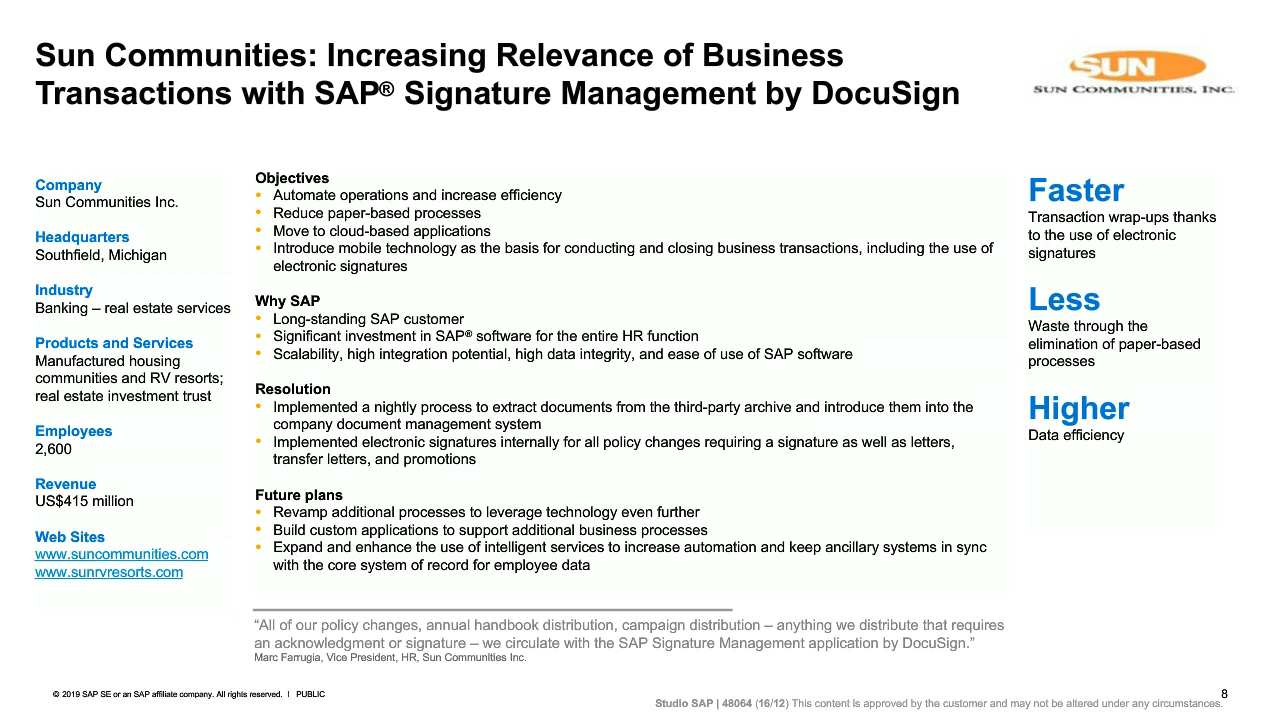 Sun Communities: Increasing Relevance of Business
Transactions with SAP® Signature Management by DocuSign
SUN
SUN COMMUNITIES, INC.
Company
Sun Communities Inc.
Headquarters
Southfield, Michigan
Industry
Banking – real estate services
Products and Services
Manufactured housing
communities and RV resorts;
real estate investment trust
Employees
2,600
Revenue
US$415 million
Web Sites
www.suncommunities.com
www.sunrvresorts.com
Objectives
• Automate operations and increase efficiency
• Reduce paper-based processes
• Move to cloud-based applications
• Introduce mobile technology as the basis for conducting and closing business transactions, including the use of
electronic signatures
Why SAP
• Long-standing SAP customer
• Significant investment in SAP® software for the entire HR function
• Scalability, high integration potential, high data integrity, and ease of use of SAP software
Resolution
• Implemented a nightly process to extract documents from the third-party archive and introduce them into the
company document management system
• Implemented electronic signatures internally for all policy changes requiring a signature as well as letters,
transfer letters, and promotions
Future plans
• Revamp additional processes to leverage technology even further
• Build custom applications to support additional business processes
• Expand and enhance the use of intelligent services to increase automation and keep ancillary systems in sync
with the core system of record for employee data
“All of our policy changes, annual handbook distribution, campaign distribution – anything we distribute that requires
an acknowledgment or signature – we circulate with the SAP Signature Management application by DocuSign.”
Marc Farrugia, Vice President, HR, Sun Communities Inc.
Faster
Transaction wrap-ups thanks
to the use of electronic
signatures
Less
Waste through the
elimination of paper-based
processes
Higher
Data efficiency
© 2019 SAP SE or an SAP affiliate company. All rights reserved. I PUBLIC
8
Studio SAP | 48064 (16/12) This content is approved by the customer and may not be altered under any circumstances.